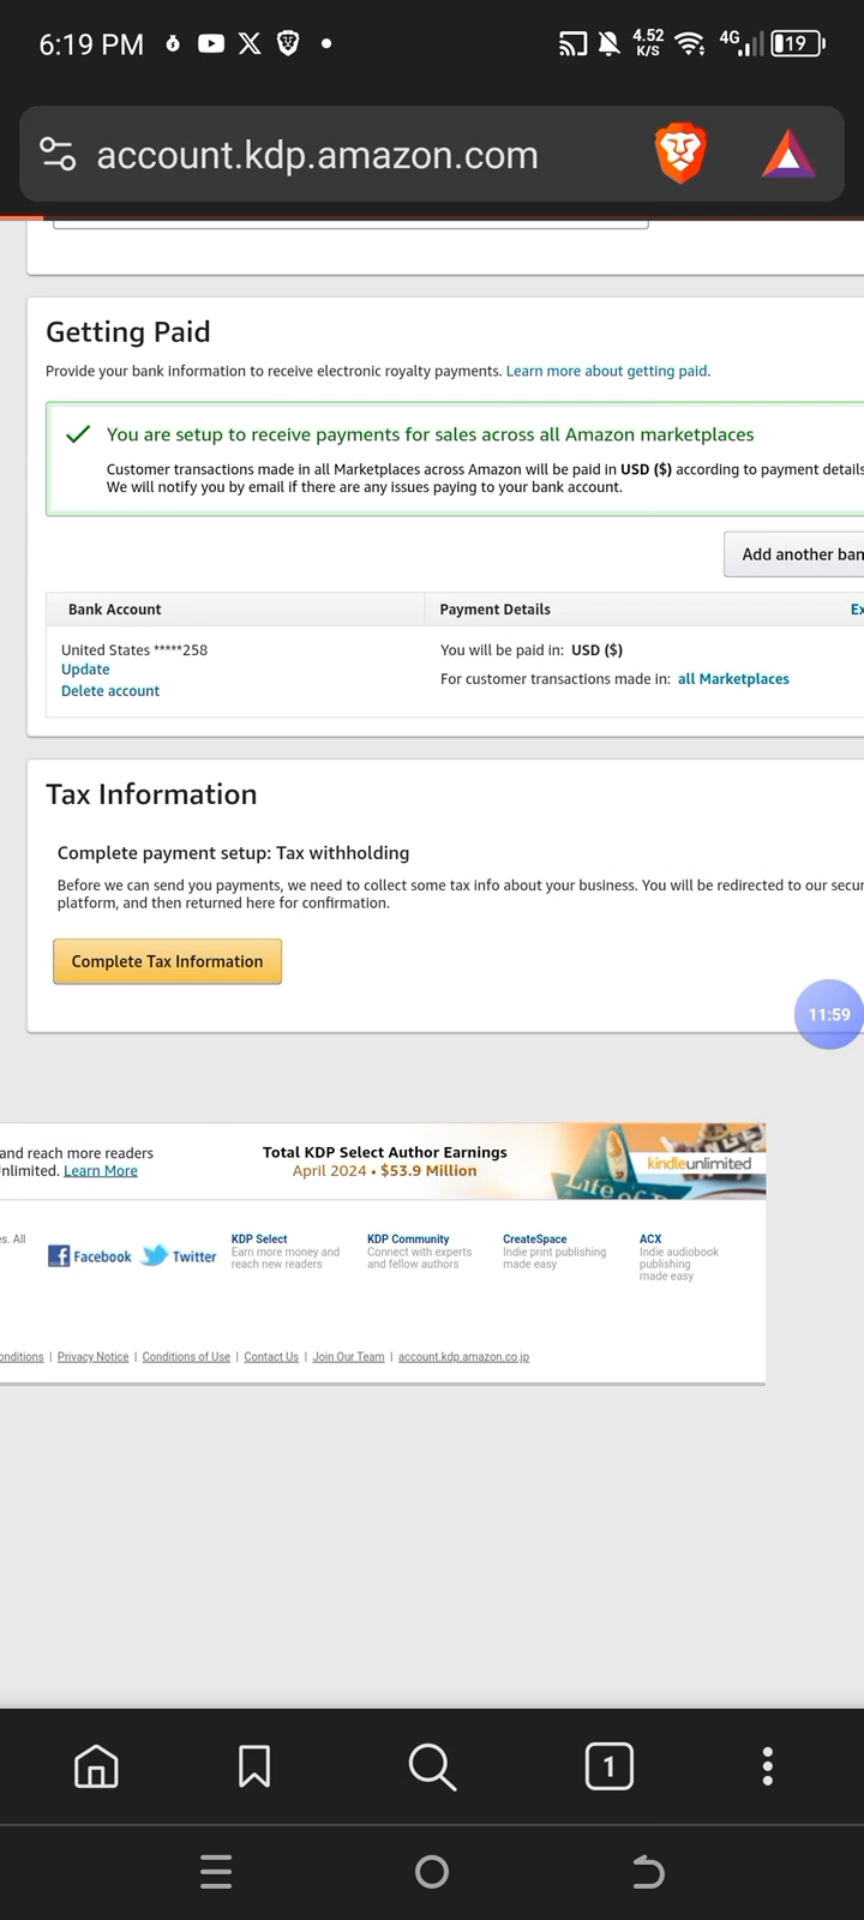 6:19 PM
4.52
K/S
4G
19
account.kdp.amazon.com
Getting Paid
Provide your bank information to receive electronic royalty payments. Learn more about getting paid.
You are setup to receive payments for sales across all Amazon marketplaces
Customer transactions made in all Marketplaces across Amazon will be paid in USD ($) according to payment details
We will notify you by email if there are any issues paying to your bank account.
Add another ban
Bank Account Payment Details Ex
United States *****258 You will be paid in: USD ($)
Update
For customer transactions made in: all Marketplaces
Delete account
Tax Information
Complete payment setup: Tax withholding
Before we can send you payments, we need to collect some tax info about your business. You will be redirected to our secur
platform, and then returned here for confirmation.
Complete Tax Information
11:59
and reach more readers
nlimited. Learn More
Total KDP Select Author Earnings
April 2024 • $53.9 Million
Life of
kindleunlimited
s. All
Facebook
Twitter
KDP Select
Earn more money and
reach new readers
KDP Community
Connect with experts
and fellow authors
CreateSpace
Indie print publishing
made easy
ACX
Indie audiobook
publishing
made easy
onditions | Privacy Notice | Conditions of Use | Contact Us | Join Our Team | account.kdp.amazon.co.jp
1